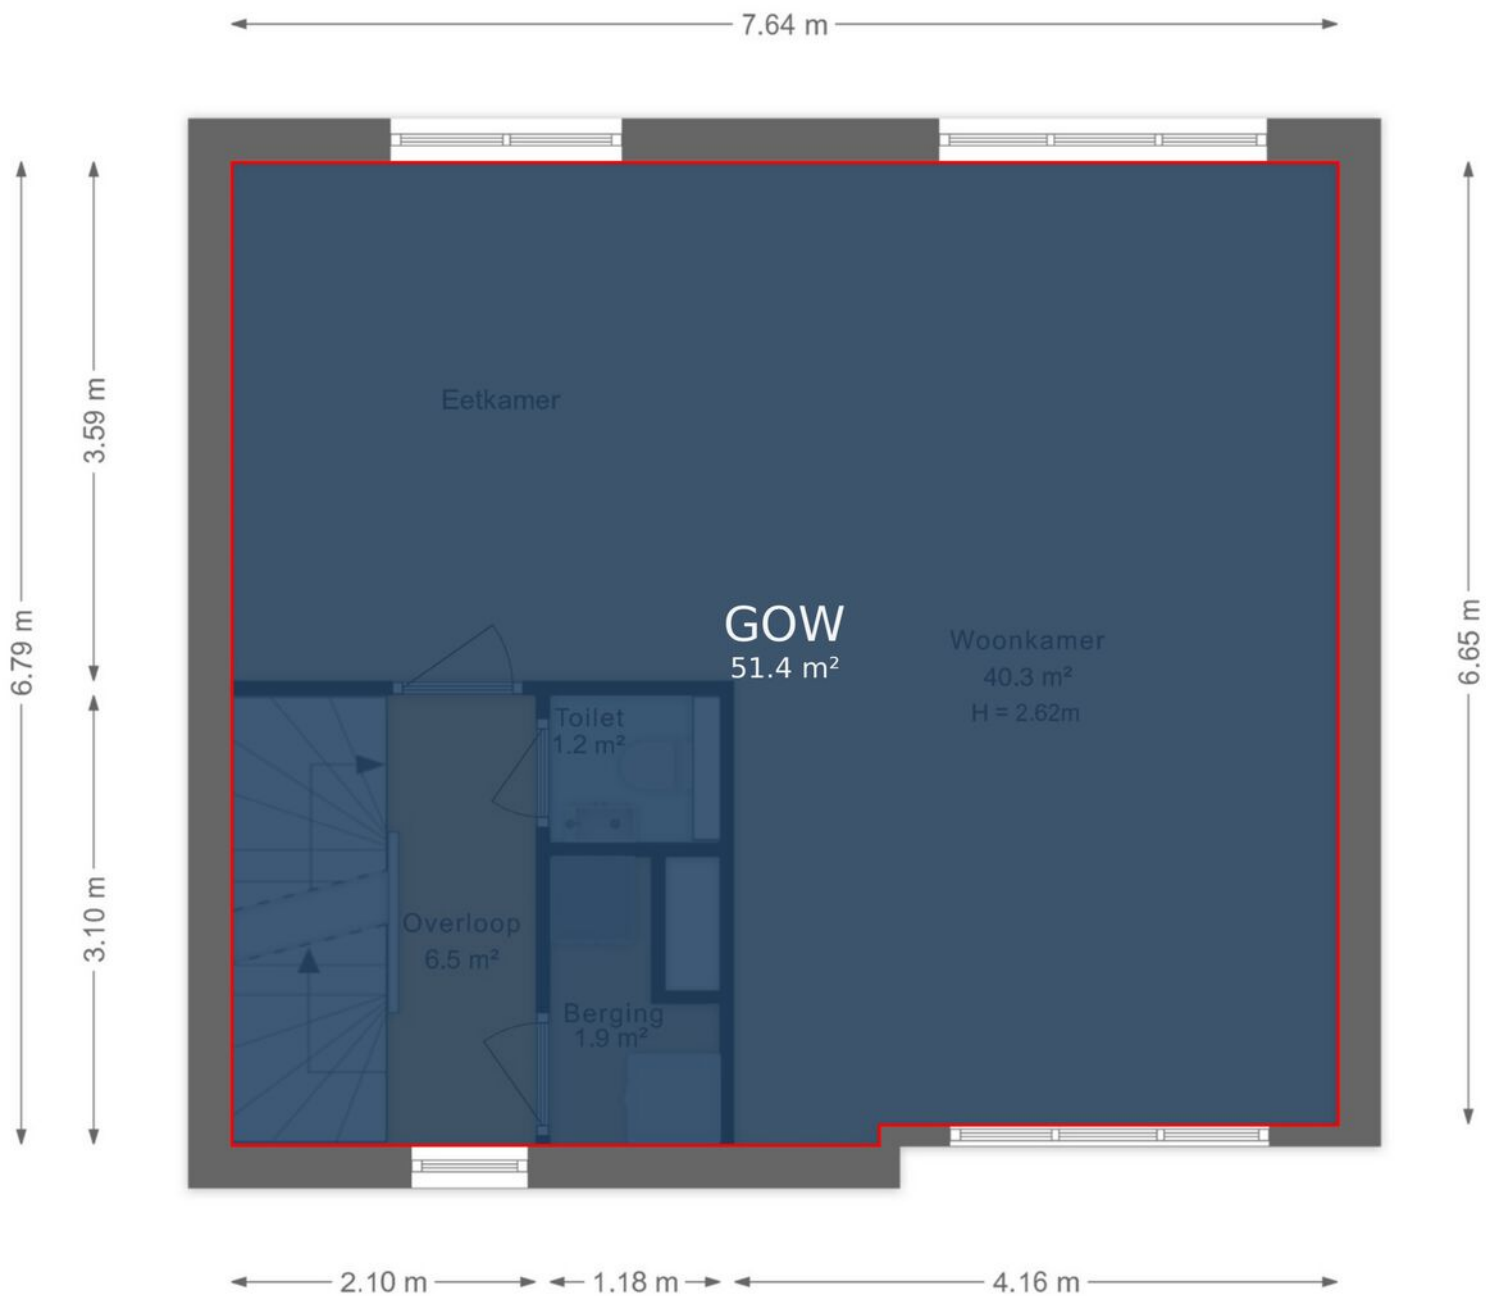 7.64 m
3.59 m
Eetkamer
GOW
51.4 m²
Woonkamer
40.3 m²
H = 2.62m
6.79 m
6.65 m
Toilet
1.2 m²
3.10 m
Overloop
6.5 m²
Berging
1.9 m²
2.10 m
1.18 m
4.16 m